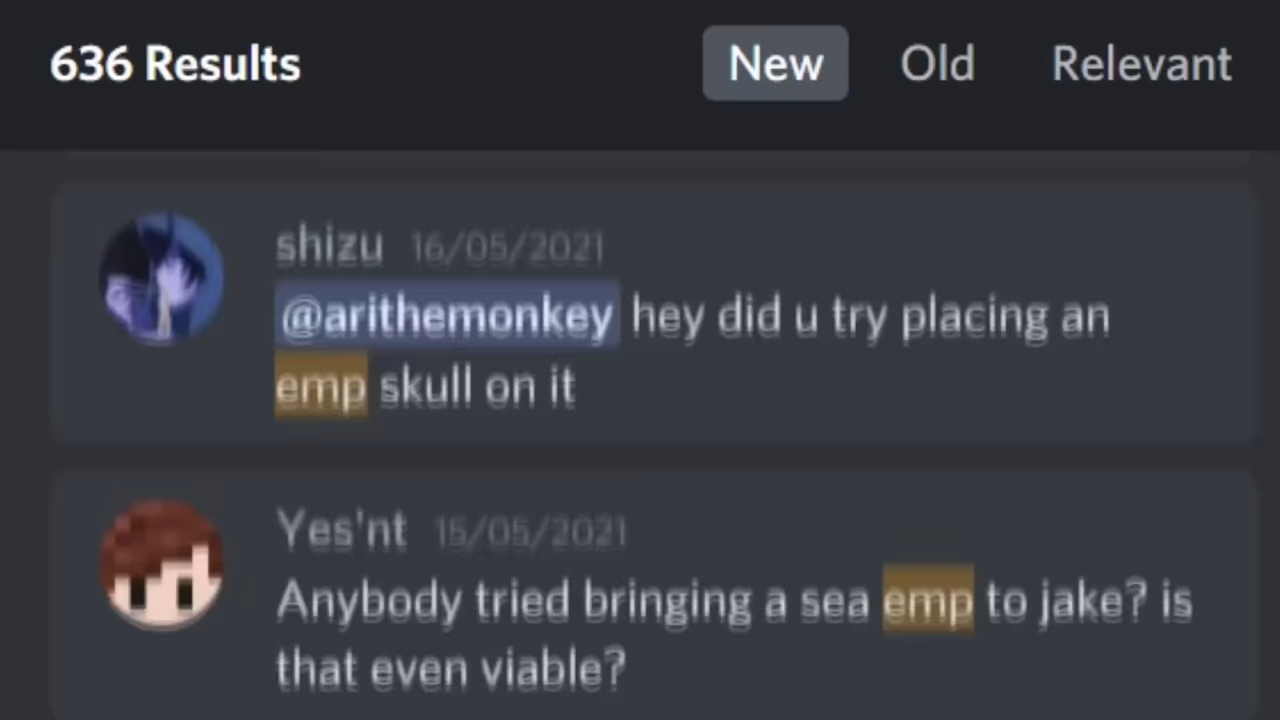 636 Results New Old Relevant
shizu 16/05/2021
@arithemonkey hey did u try placing an
emp skull on it
Yes'nt 15/05/2021
Anybody tried bringing a sea emp to jake? is
that even viable?